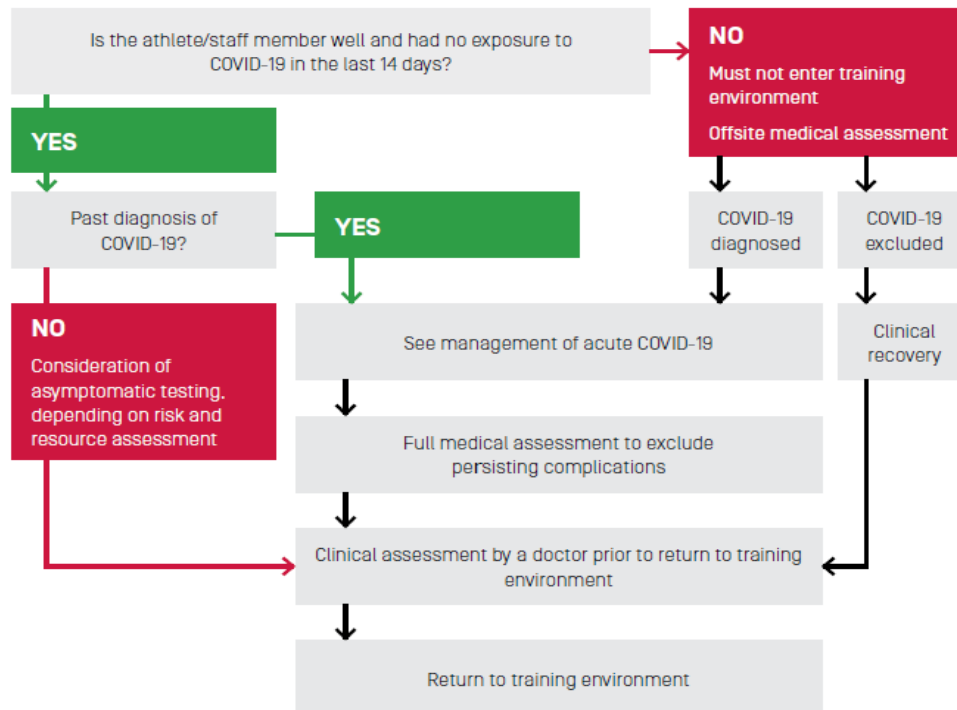 Is the athlete/staff member well and had no exposure to
COVID-19 in the last 14 days?
NO
Must not enter training
environment
Offsite medical assessment
YES
Past diagnosis of
COVID-19?
YES
COVID-19
diagnosed
COVID-19
excluded
NO
Consideration of
asymptomatic testing,
depending on risk and
resource assessment
See management of acute COVID-19
Clinical
recovery
Full medical assessment to exclude
persisting complications
Clinical assessment by a doctor prior to return to training
environment
Return to training environment